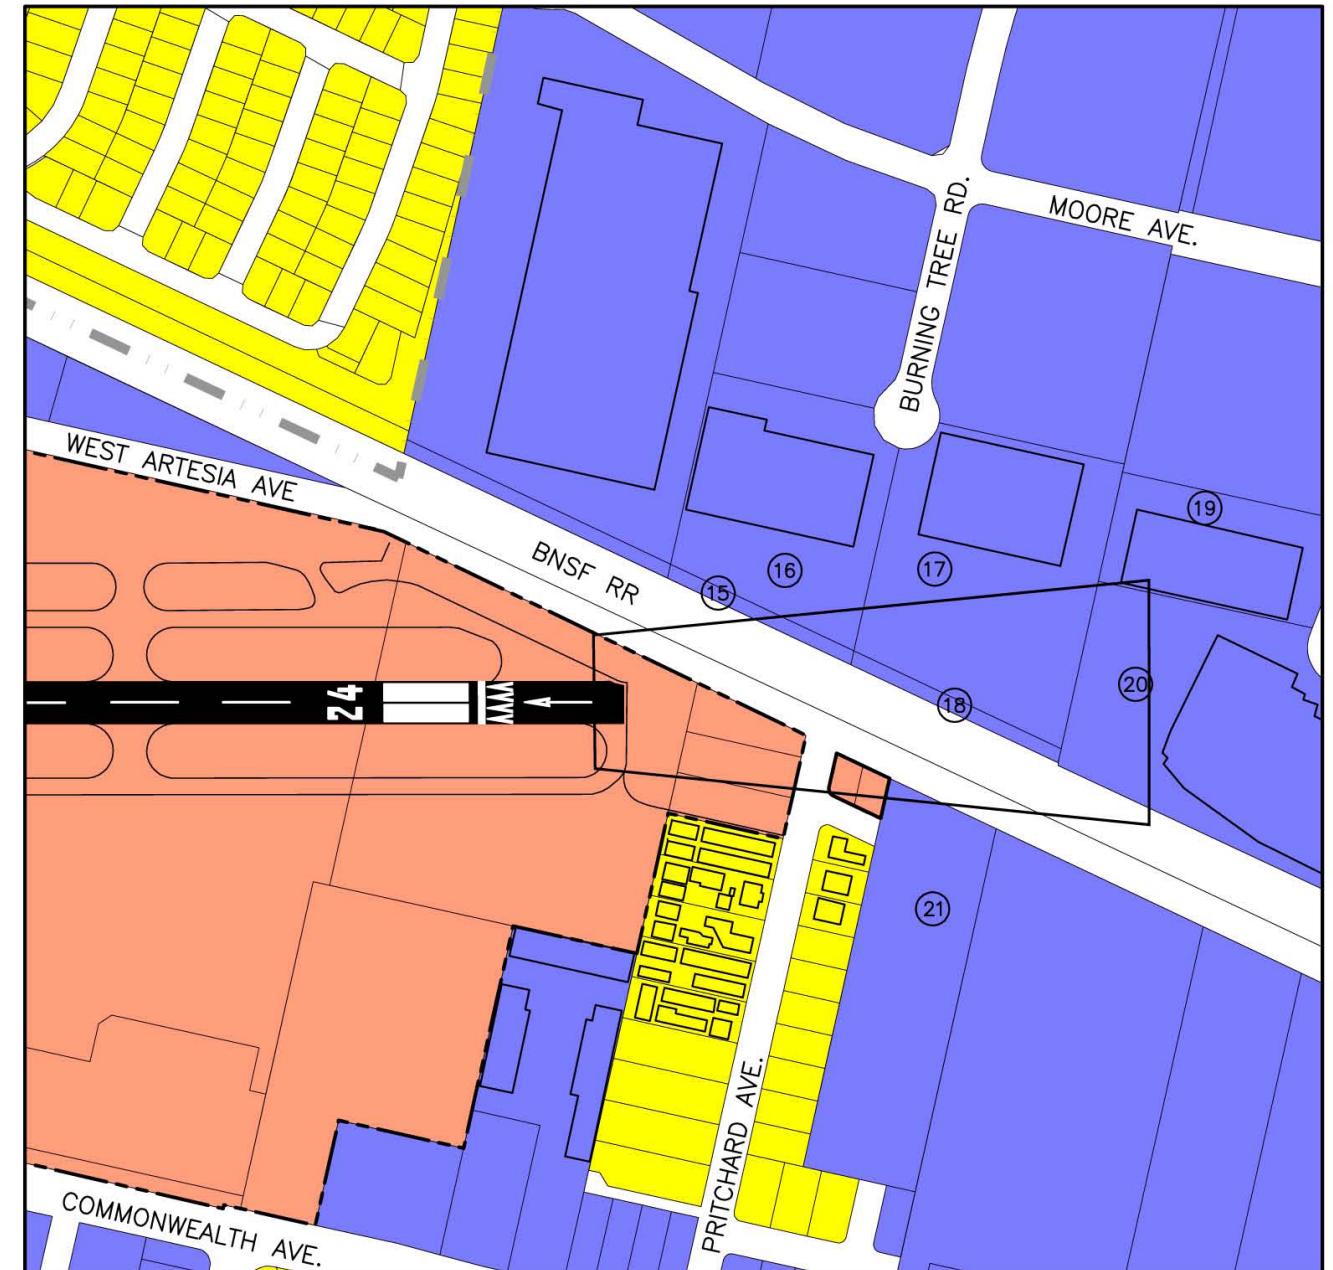 BURNING TREE RD.
MOORE AVE.
WEST ARTESIA AVE
BNSF RR
19
16
17
15
20
24
18
21
PRITCHARD AVE.
COMMONWEALTH AVE.